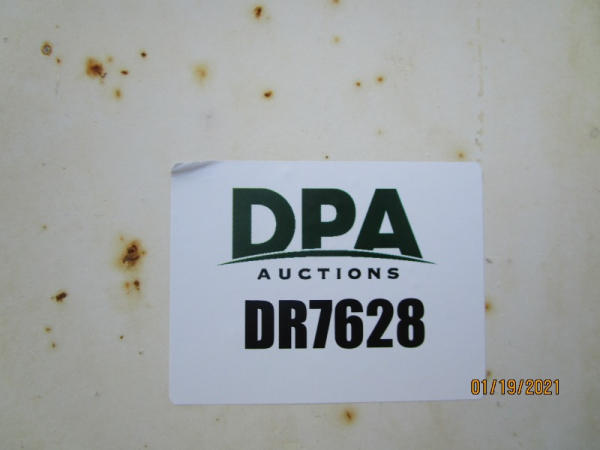 DPA
AUCTIONS
DR7628
01/19/2021